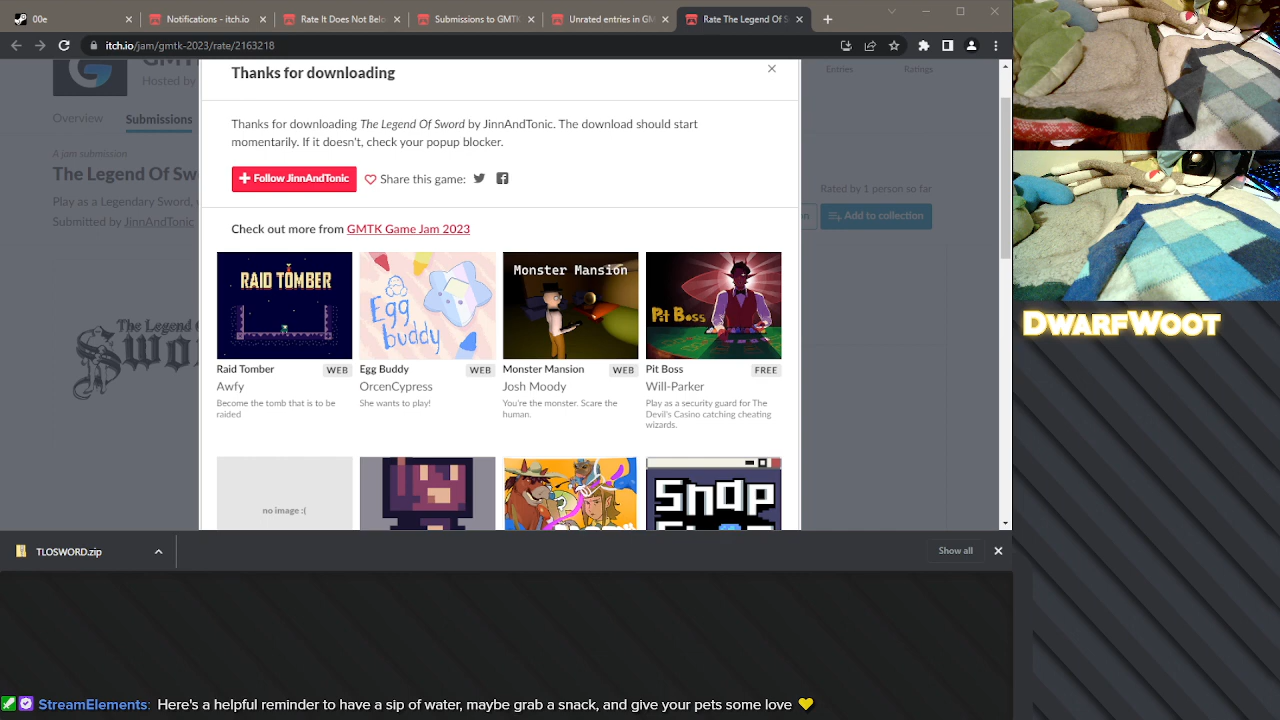 00e
Notifications - itch.io
Rate It Does Not Belo
Submissions to GMTK
Unrated entries in GM
Rate The Legend Of S
itch.io/jam/gmtk-2023/rate/2163218
Thanks for downloading
GMTK
Hosted by
Entries
Ratings
Overview
Submissions
Thanks for downloading The Legend Of Sword by JinnAndTonic. The download should start
momentarily. If it doesn't, check your popup blocker.
A jam submission
The Legend Of Sw
Play as a Legendary Sword,
Submitted by JinnAndTonic
Follow JinnAndTonic
Share this game:
Rated by 1 person so far
Add to collection
Check out more from GMTK Game Jam 2023
RAID TOMBER
Egg
buddy
Monster Mansion
Pit Boss
The Legend O
Swor
Raid Tomber
WEB
Egg Buddy
WEB
Monster Mansion
WEB
Pit Boss
FREE
Awfy
OrcenCypress
Josh Moody
Will-Parker
Become the tomb that is to be
raided
She wants to play!
You're the monster. Scare the
human.
Play as a security guard for The
Devil's Casino catching cheating
wizards.
no image :(
Snap
TLOSWORD.zip
Show all
DwarfWoot
StreamElements: Here's a helpful reminder to have a sip of water, maybe grab a snack, and give your pets some love 💛